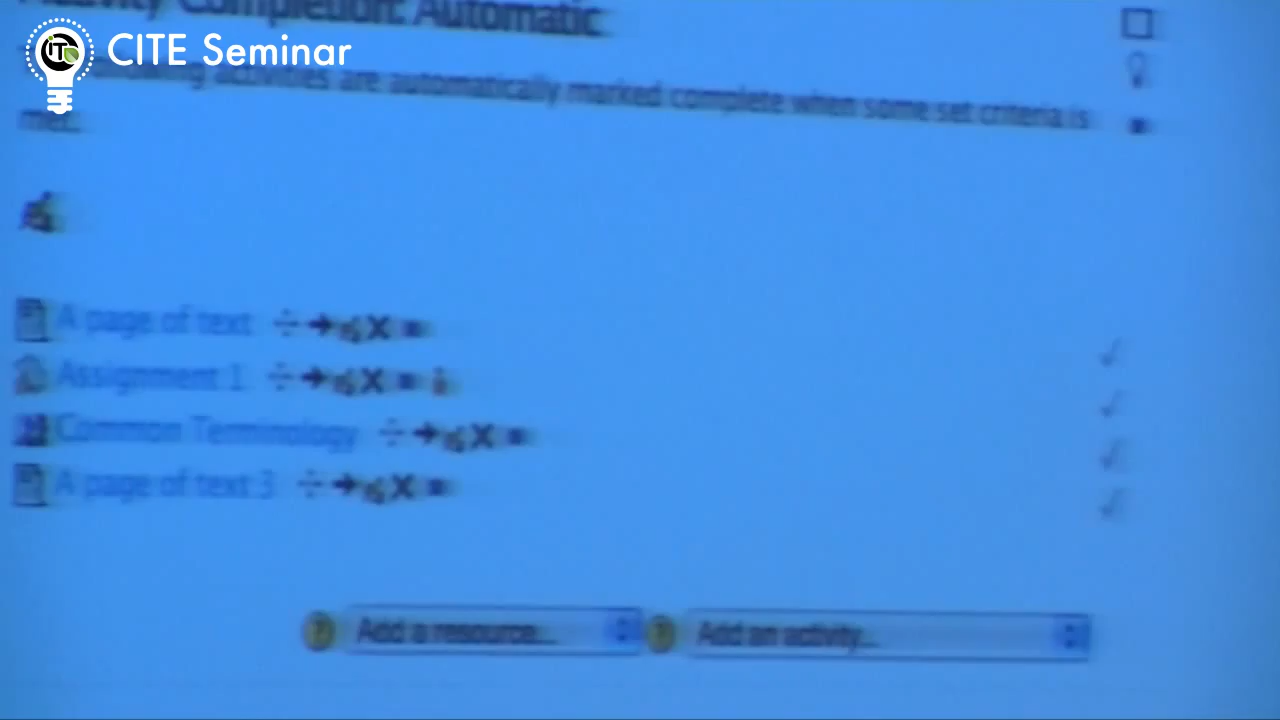 CITE Seminar
Activity Completion: Automatic
activities are automatically marked complete when some set criteria is
met.
A page of text
Assignment 1
Common Terminology
A page of text 3
Add a resource...
Add an activity...